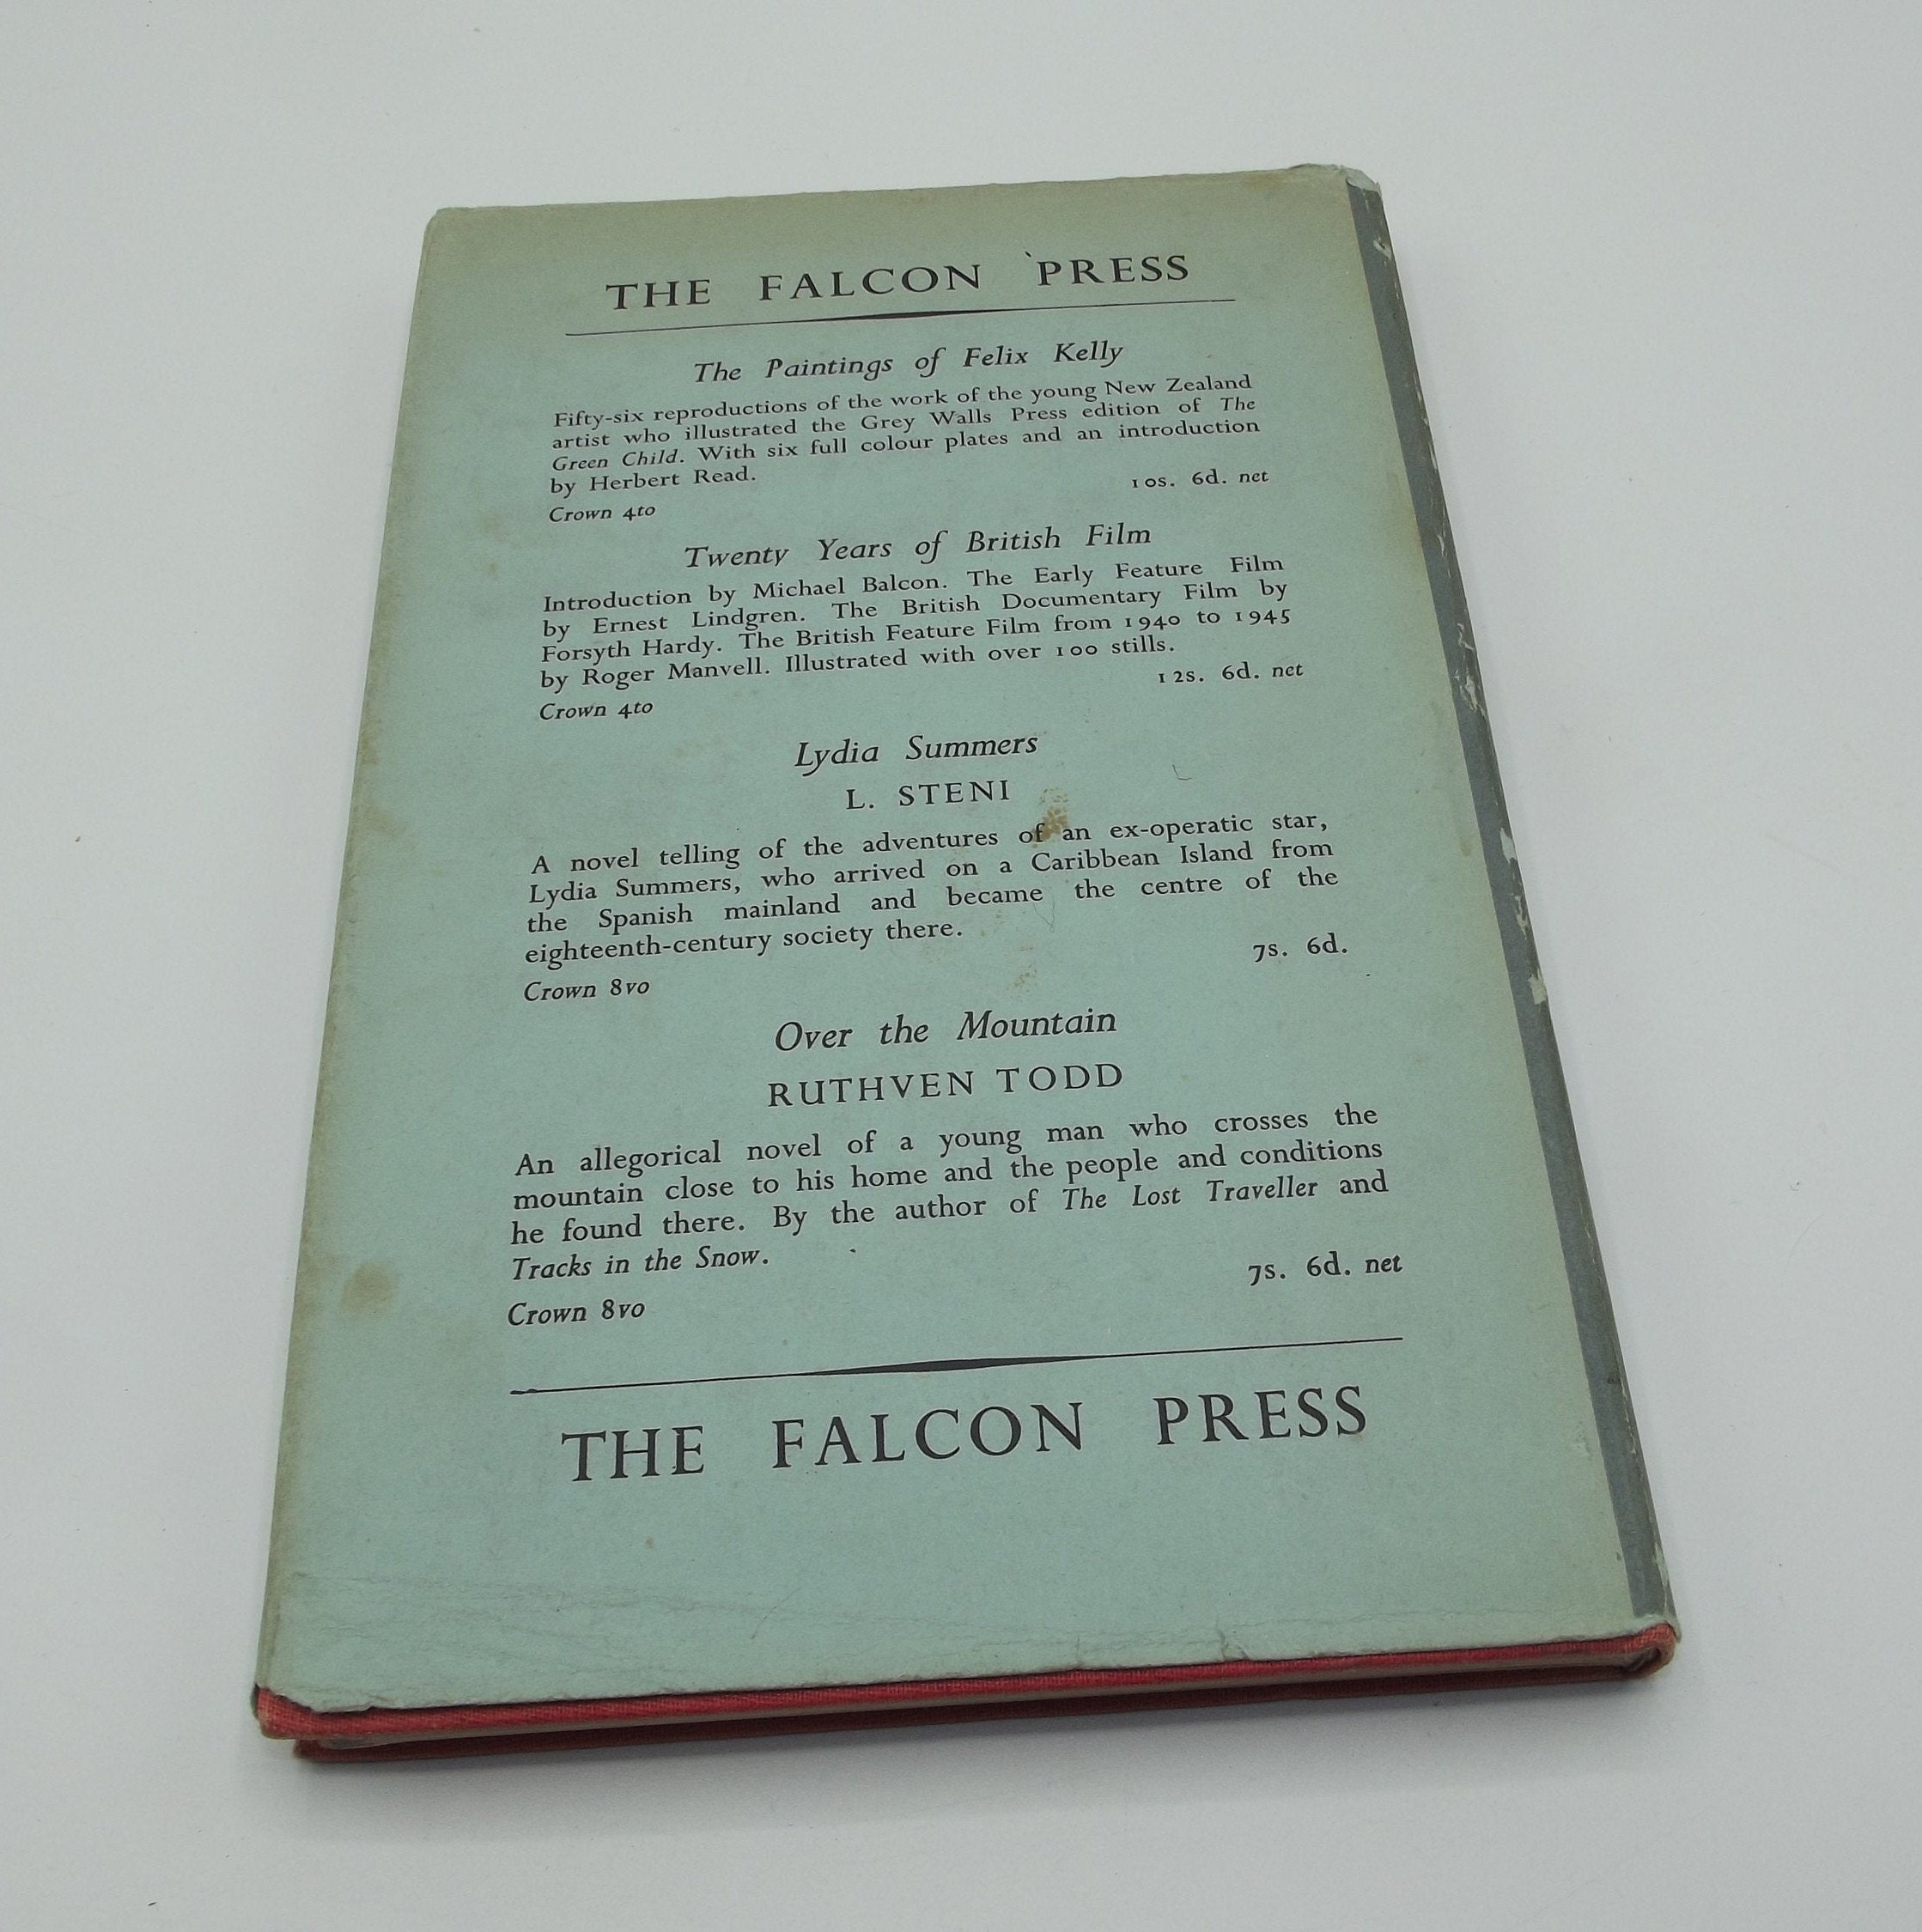 THE FALCON PRESS
The Paintings of Felix Kelly
Fifty-six reproductions of the work of the young New Zealand
artist who illustrated the Grey Walls Press edition of The
Green Child. With six full colour plates and an introduction
by Herbert Read.
10s. 6d. net
Crown 4to
Twenty Years of British Film
Introduction by Michael Balcon. The Early Feature Film
by Ernest Lindgren. The British Documentary Film by
Forsyth Hardy. The British Feature Film from 1940 to 1945
by Roger Manvell. Illustrated with over 100 stills.
12s. 6d. net
Crown 4to
Lydia Summers
L. STENI
A novel telling of the adventures of an ex-operatic star,
Lydia Summers, who arrived on a Caribbean Island from
the Spanish mainland and became the centre of the
eighteenth-century society there.
7s. 6d.
Crown 8vo
Over the Mountain
RUTHVEN TODD
An allegorical novel of a young man who crosses the
mountain close to his home and the people and conditions
he found there. By the author of The Lost Traveller and
Tracks in the Snow.
7s. 6d. net
Crown 8vo
THE FALCON PRESS